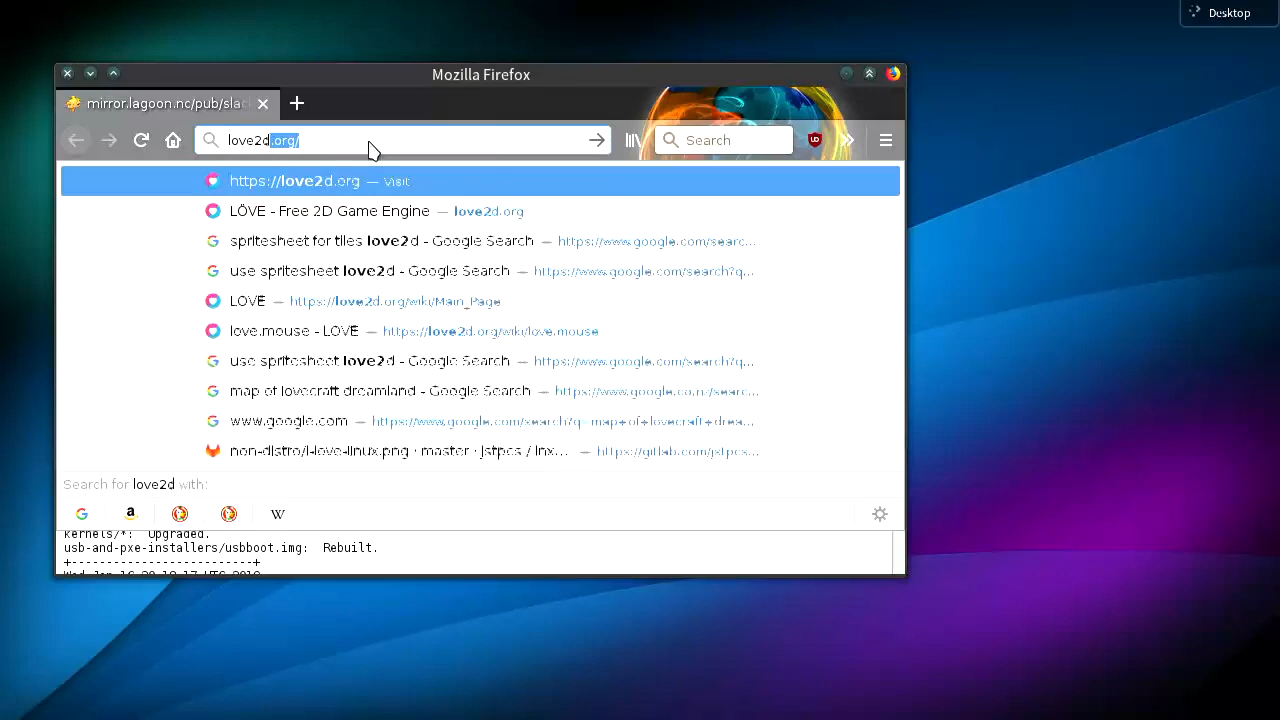 Desktop
Mozilla Firefox
mirror.lagoon.nc/pub/slac
love2d.org/
Search
https://love2d.org — Visit
LÖVE - Free 2D Game Engine — love2d.org
spritesheet for tiles love2d - Google Search — https://www.google.com/searc...
use spritesheet love2d - Google Search — https://www.google.com/search?q...
LOVE — https://love2d.org/wiki/Main_Page
love.mouse - LOVE — https://love2d.org/wiki/love.mouse
use spritesheet love2d - Google Search — https://www.google.com/search?q...
map of lovecraft dreamland - Google Search — https://www.google.co.nz/searc...
www.google.com — https://www.google.com/search?q=map+of+lovecraft+drea...
non-distro/I-love-linux.png · master · jstpcs / lnx... — https://gitlab.com/jstpcs...
Search for love2d with:
a
W
kernels/*: Upgraded.
usb-and-pxe-installers/usbboot.img: Rebuilt.
+--------------------------+